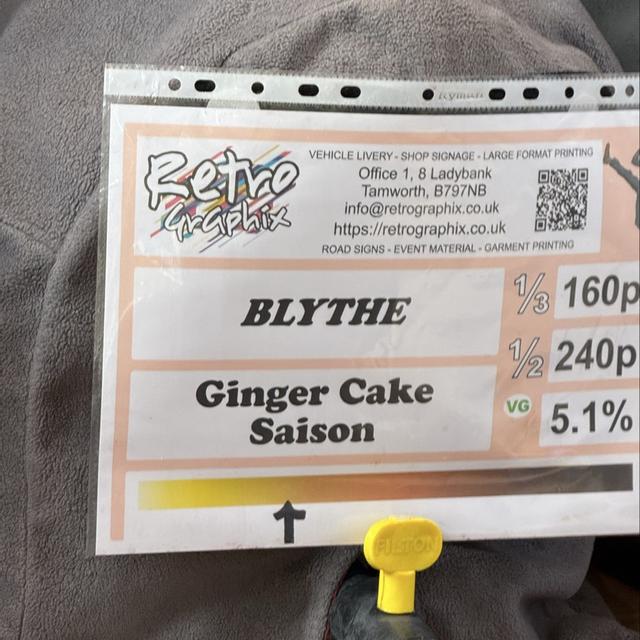 Ryman
Retro
GrapHix
VEHICLE LIVERY - SHOP SIGNAGE - LARGE FORMAT PRINTING
Office 1, 8 Ladybank
Tamworth, B797NB
info@retrographix.co.uk
https://retrographix.co.uk
ROAD SIGNS - EVENT MATERIAL - GARMENT PRINTING
BLYTHE
1/3 160p
1/2 240p
Ginger Cake
Saison
VG 5.1%
FILSTON